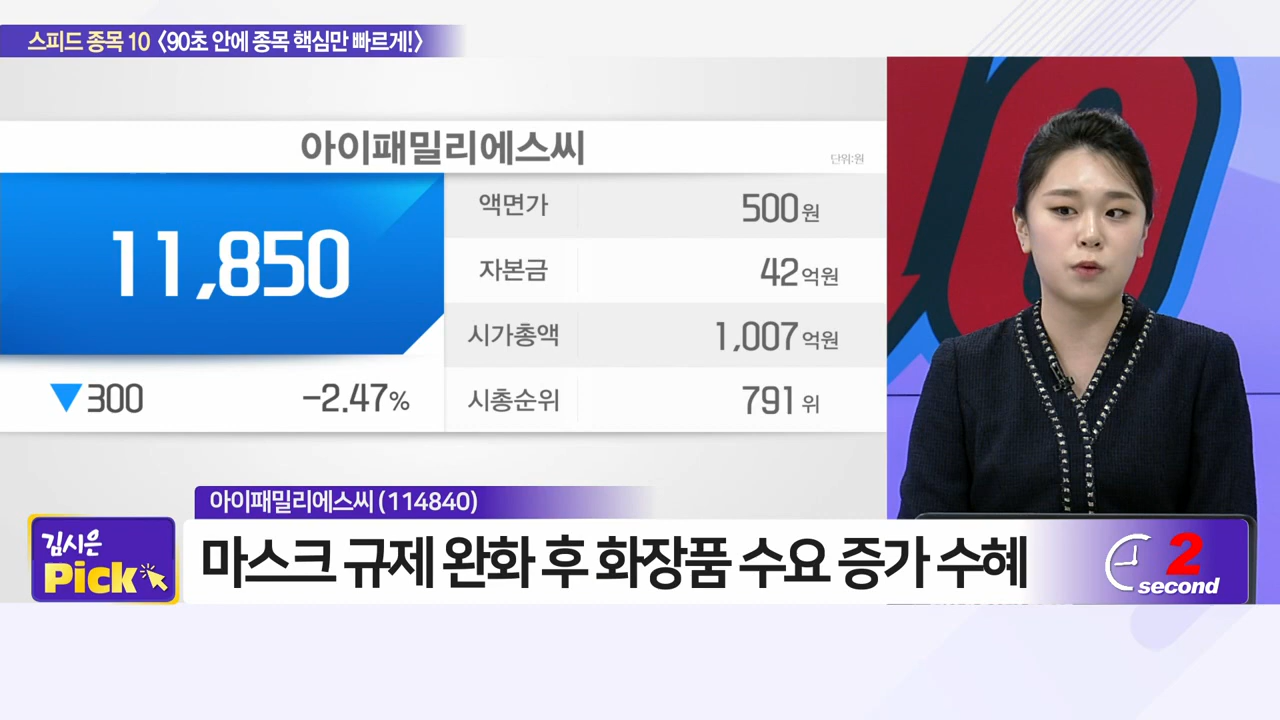 스피드 종목 10 <90초 안에 종목 핵심만 빠르게!>
아이패밀리에스씨
단위:원
11,850
▼300 -2.47%
액면가 500원
자본금 42억원
시가총액 1,007억원
시총순위 791위
아이패밀리에스씨 (114840)
김시은
Pick
마스크 규제 완화 후 화장품 수요 증가 수혜
2
second